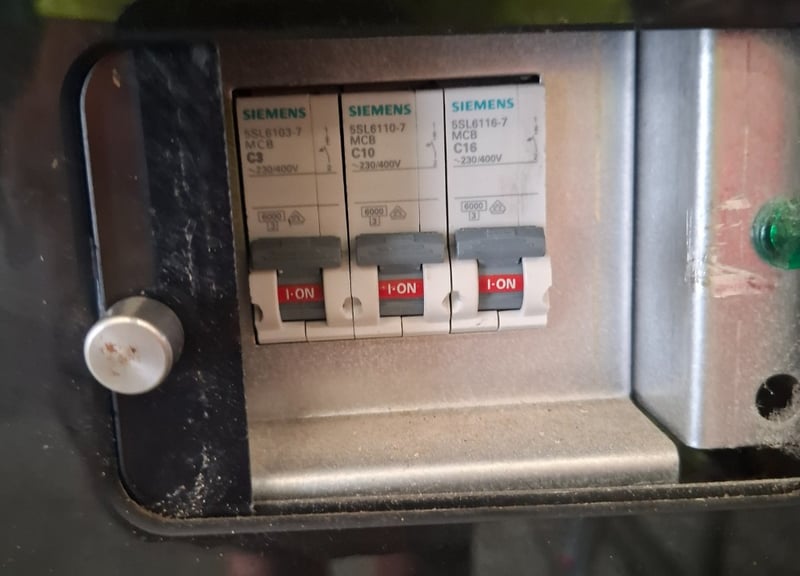 SIEMENS
5SL6103-7
MCB
C3
~230/400V
6000
3
I·ON
SIEMENS
5SL6110-7
MCB
C10
~230/400V
6000
3
I·ON
SIEMENS
5SL6116-7
MCB
C16
~230/400V
6000
3
I·ON